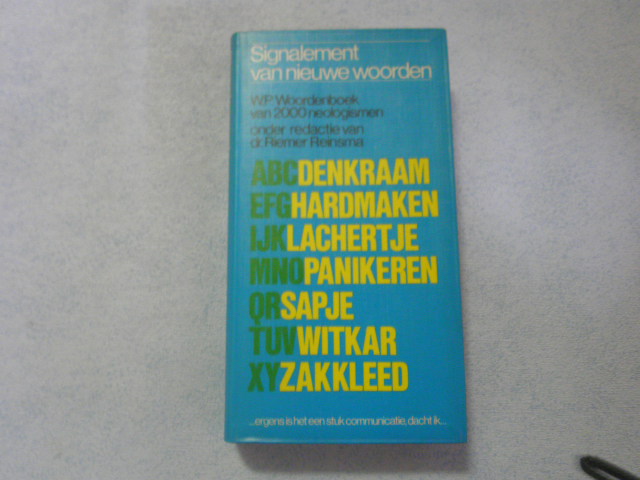 Signalement
van nieuwe woorden
W.P. Woordenboek
van 2000 neologismen
onder redactie van
dr. Riemer Reinsma
ABCDENKRAAM
EFGHARDMAKEN
IJKLACHERTJE
MNOPANIKEREN
QRSAPJE
TUVWITKAR
XYZAKKLEED
...ergens is het een stuk communicatie, dacht ik...